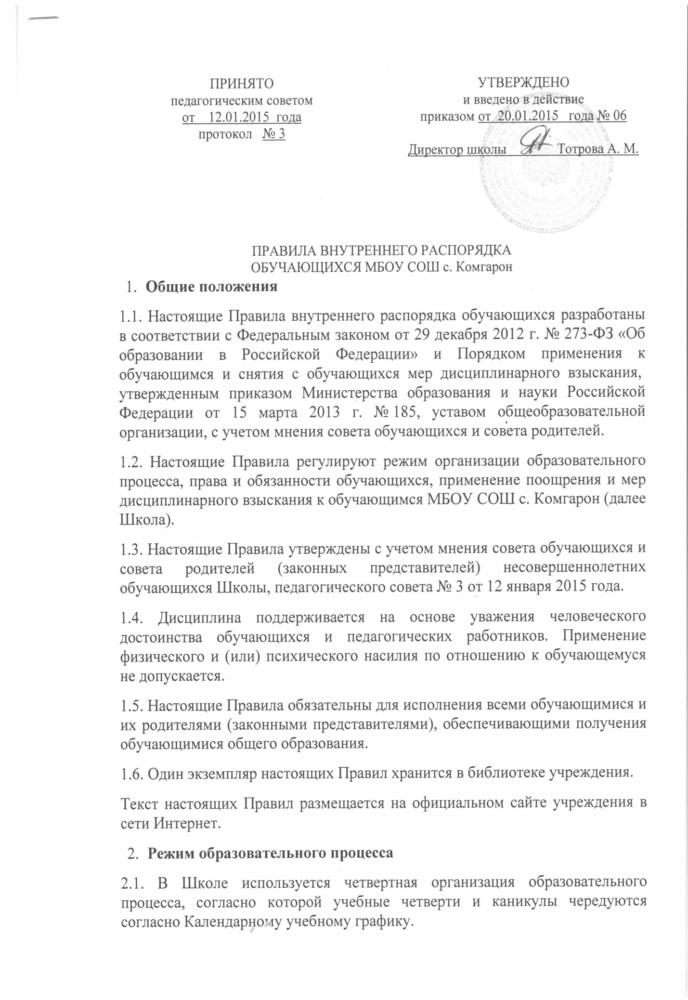 ПРИНЯТО
педагогическим советом
от 12.01.2015 года
протокол № 3
УТВЕРЖДЕНО
и введено в действие
приказом от 20.01.2015 года № 06
Директор школы Тотрова А. М.
ПРАВИЛА ВНУТРЕННЕГО РАСПОРЯДКА
ОБУЧАЮЩИХСЯ МБОУ СОШ с. Комгарон
1. Общие положения
1.1. Настоящие Правила внутреннего распорядка обучающихся разработаны
в соответствии с Федеральным законом от 29 декабря 2012 г. № 273-ФЗ «Об
образовании в Российской Федерации» и Порядком применения к
обучающимся и снятия с обучающихся мер дисциплинарного взыскания,
утвержденным приказом Министерства образования и науки Российской
Федерации от 15 марта 2013 г. № 185, уставом общеобразовательной
организации, с учетом мнения совета обучающихся и совета родителей.
1.2. Настоящие Правила регулируют режим организации образовательного
процесса, права и обязанности обучающихся, применение поощрения и мер
дисциплинарного взыскания к обучающимся МБОУ СОШ с. Комгарон (далее
Школа).
1.3. Настоящие Правила утверждены с учетом мнения совета обучающихся и
совета родителей (законных представителей) несовершеннолетних
обучающихся Школы, педагогического совета № 3 от 12 января 2015 года.
1.4. Дисциплина поддерживается на основе уважения человеческого
достоинства обучающихся и педагогических работников. Применение
физического и (или) психического насилия по отношению к обучающемуся
не допускается.
1.5. Настоящие Правила обязательны для исполнения всеми обучающимися и
их родителями (законными представителями), обеспечивающими получения
обучающимися общего образования.
1.6. Один экземпляр настоящих Правил хранится в библиотеке учреждения.
Текст настоящих Правил размещается на официальном сайте учреждения в
сети Интернет.
2. Режим образовательного процесса
2.1. В Школе используется четвертная организация образовательного
процесса, согласно которой учебные четверти и каникулы чередуются
согласно Календарному учебному графику.